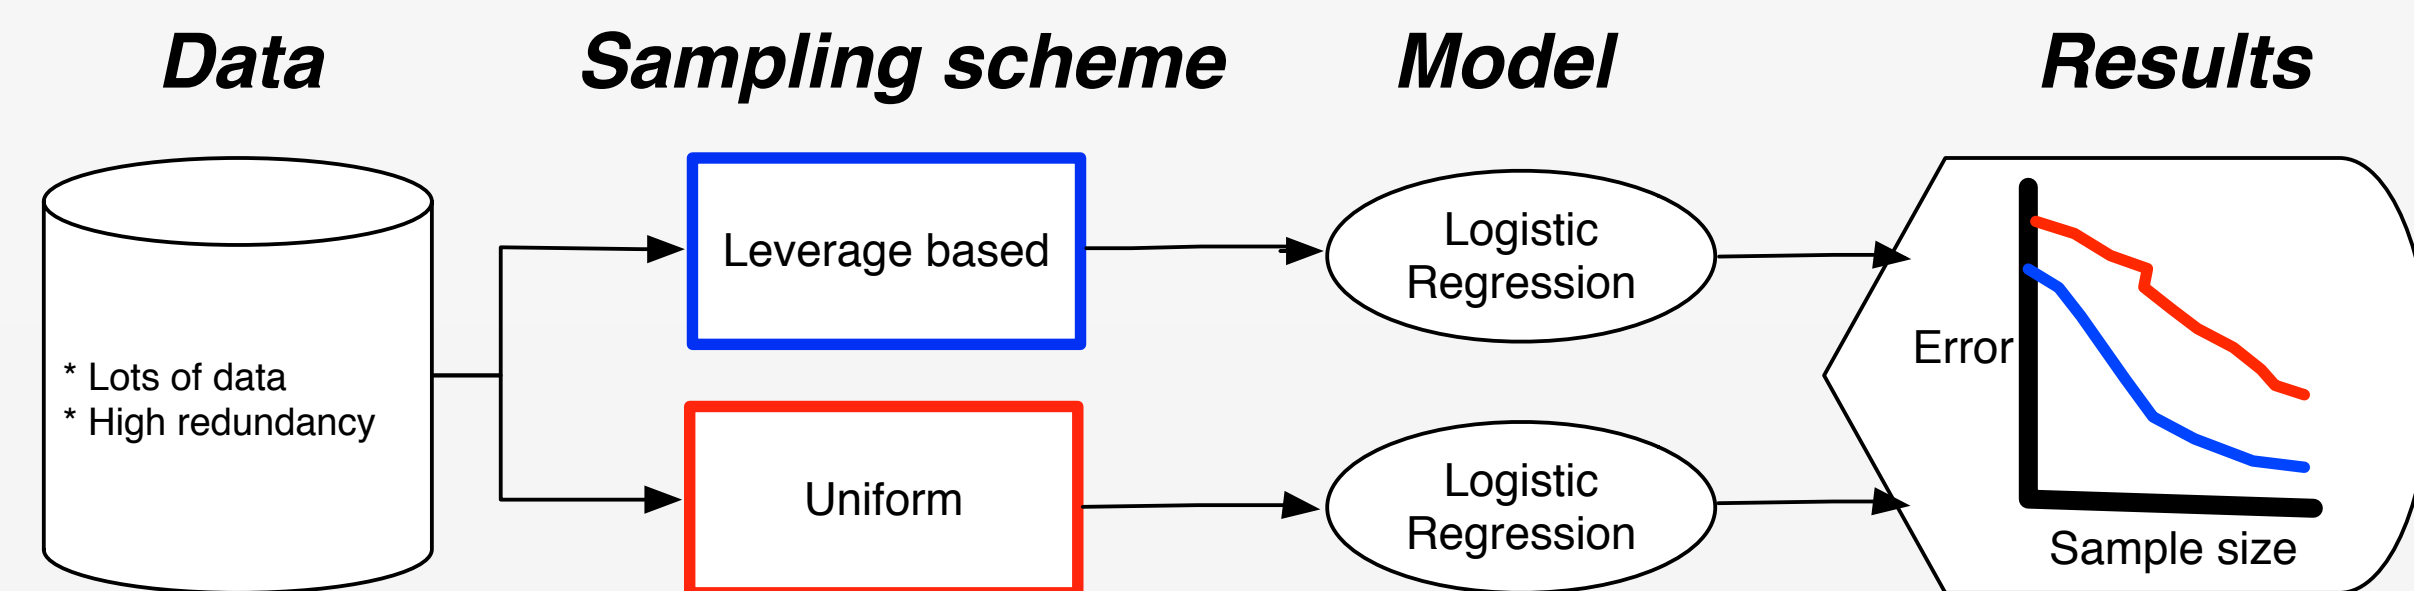 Data
Sampling scheme
Model
Results
* Lots of data
* High redundancy
Leverage based
Uniform
Logistic
Regression
Logistic
Regression
Error
Sample size